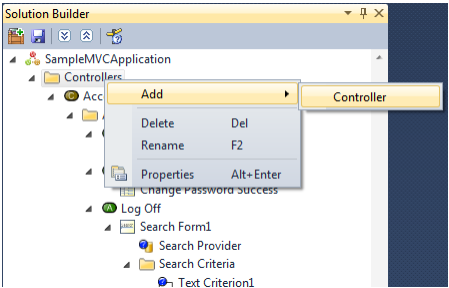 Solution Builder
SampleMVCApplication
Controllers
Acc
Add
Controller
Delete Del
Rename F2
Properties Alt+Enter
Change Password Success
Log Off
Search Form1
Search Provider
Search Criteria
Text Criterion1